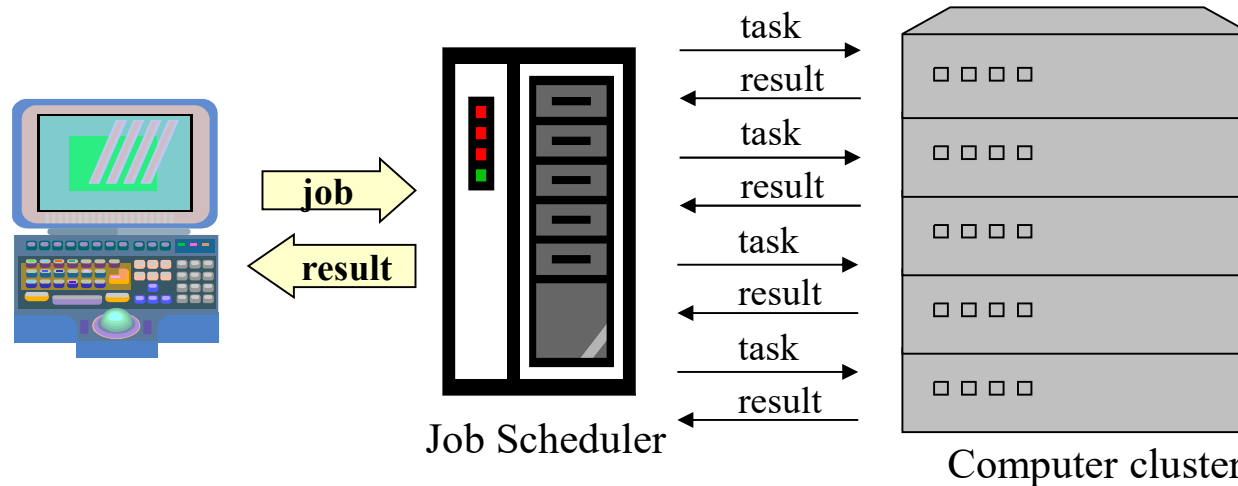 task
result
task
job
result
result
task
result
task
result
Job Scheduler
Computer cluster